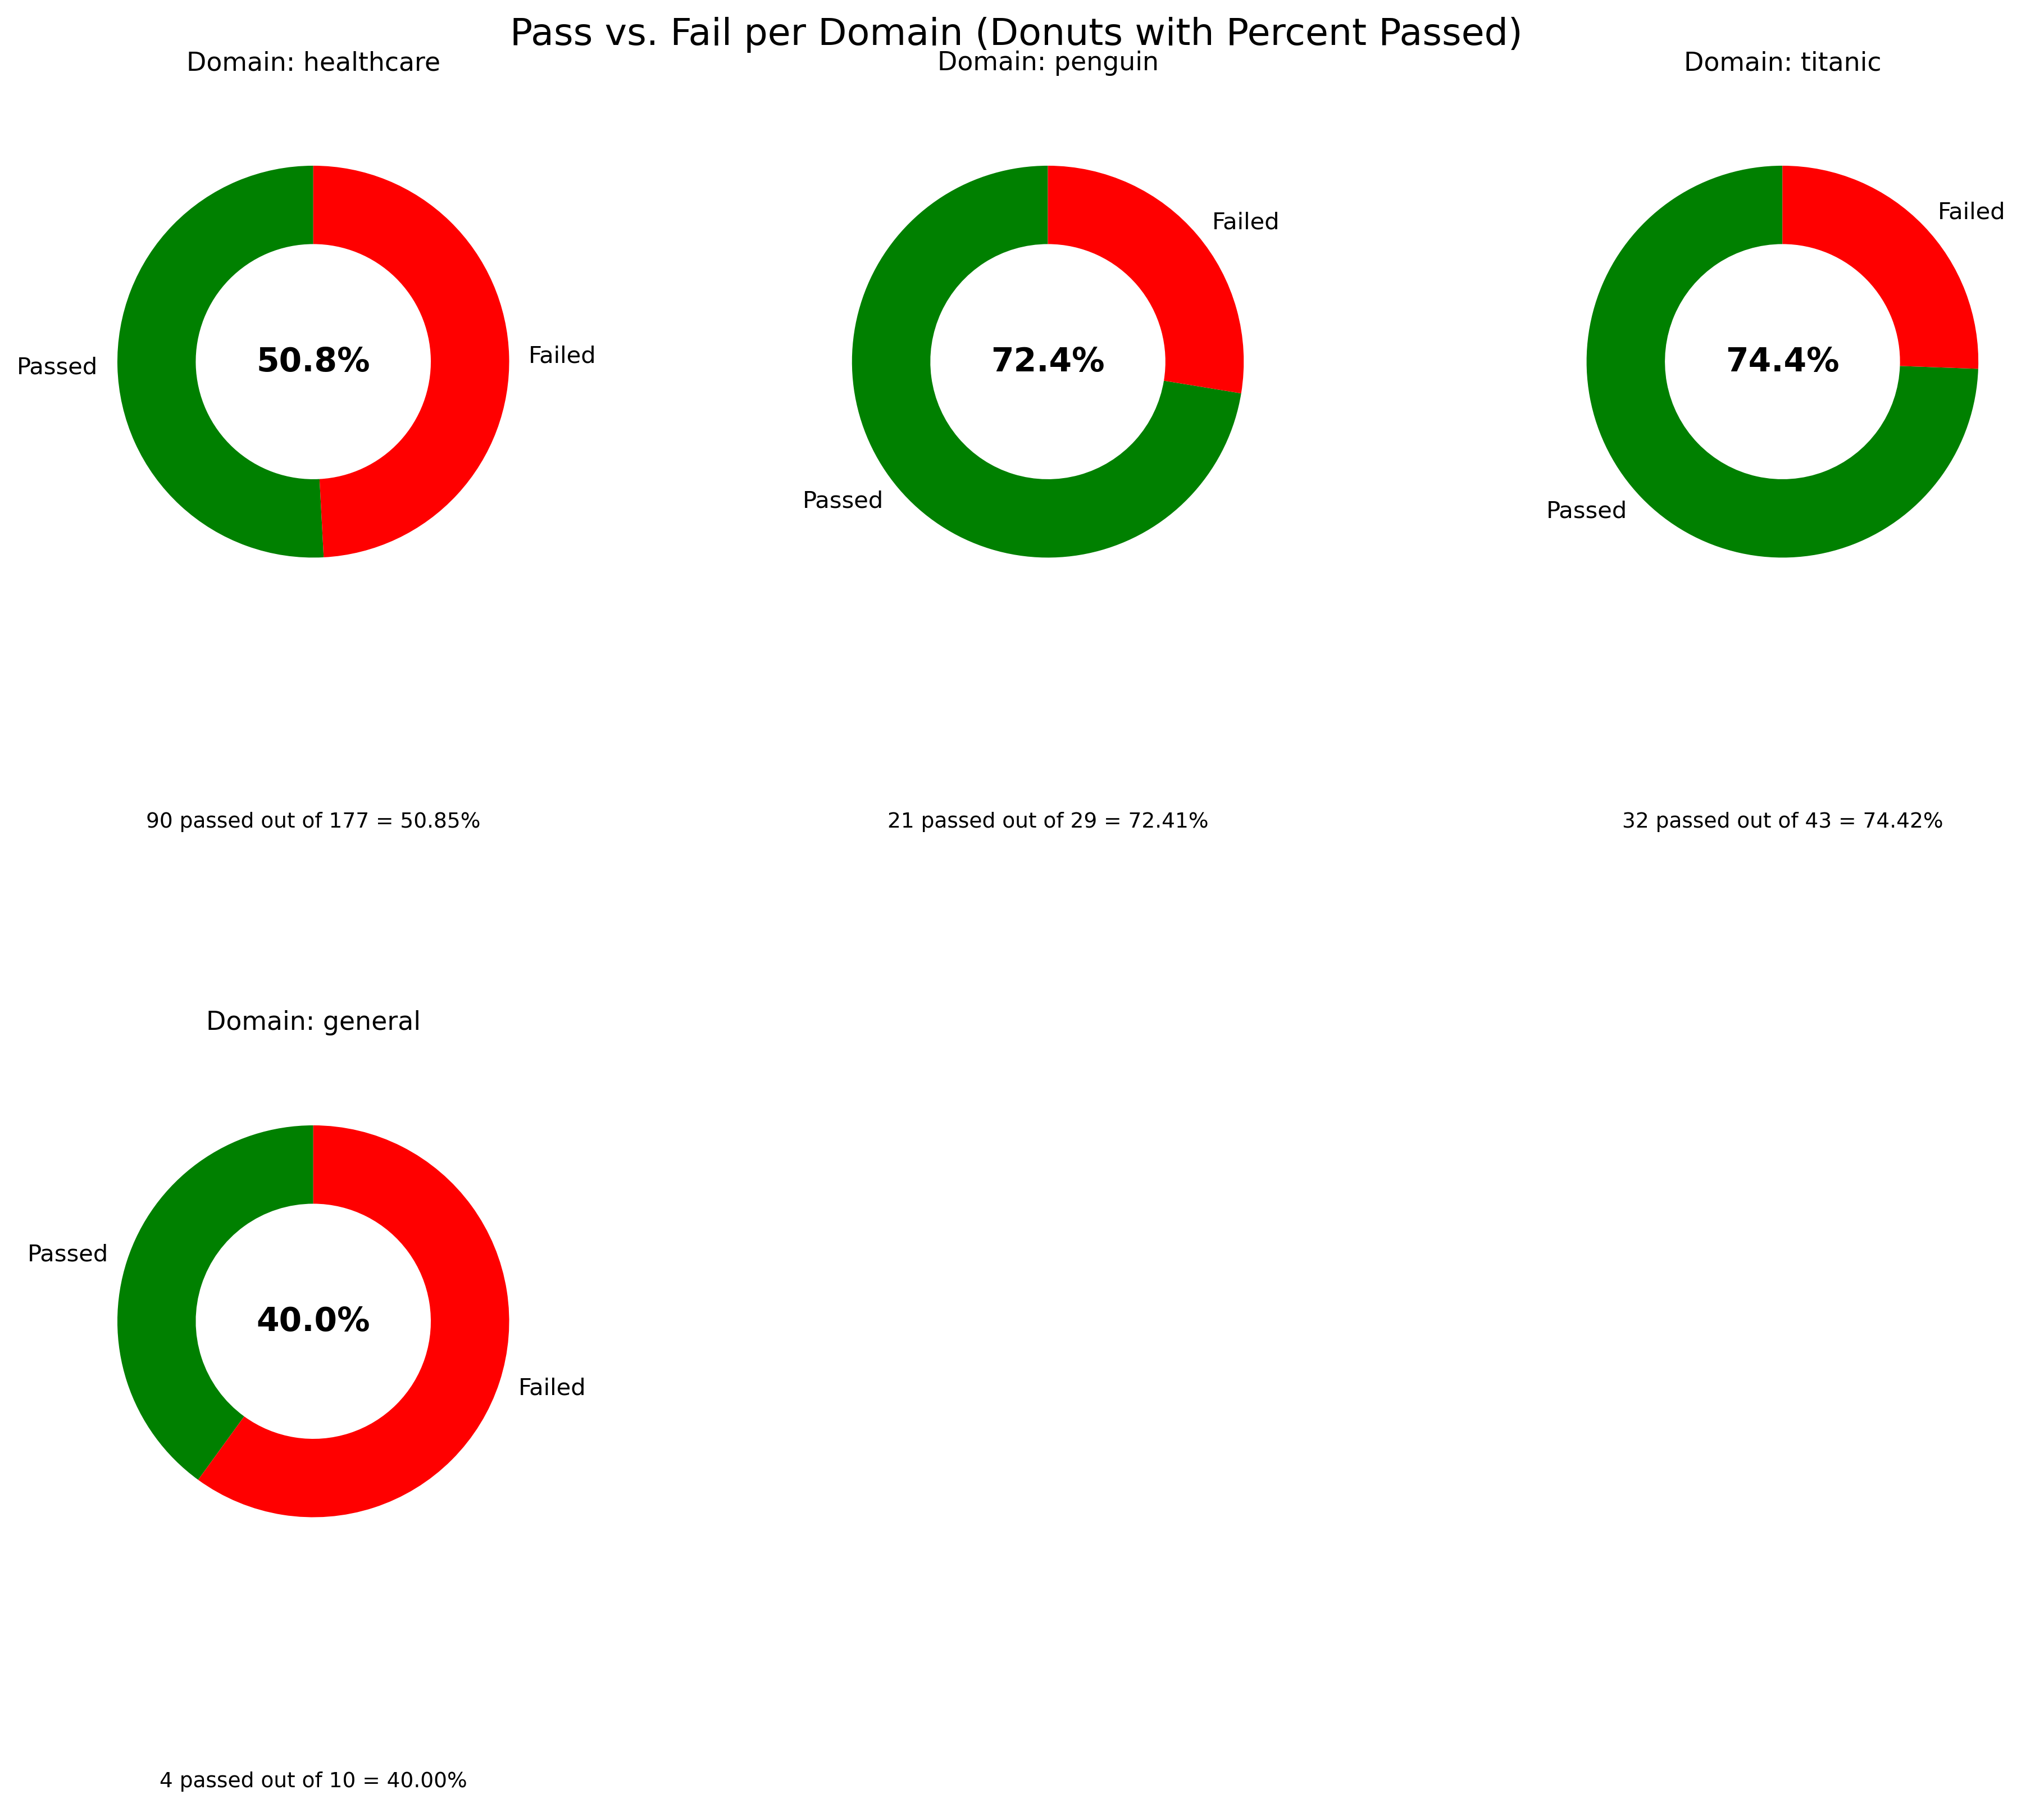 Pass vs. Fail per Domain (Donuts with Percent Passed)
Domain: healthcare
Passed
50.8%
Failed
90 passed out of 177 = 50.85%
Domain: penguin
Failed
72.4%
Passed
21 passed out of 29 = 72.41%
Domain: titanic
Failed
74.4%
Passed
32 passed out of 43 = 74.42%
Domain: general
Passed
40.0%
Failed
4 passed out of 10 = 40.00%